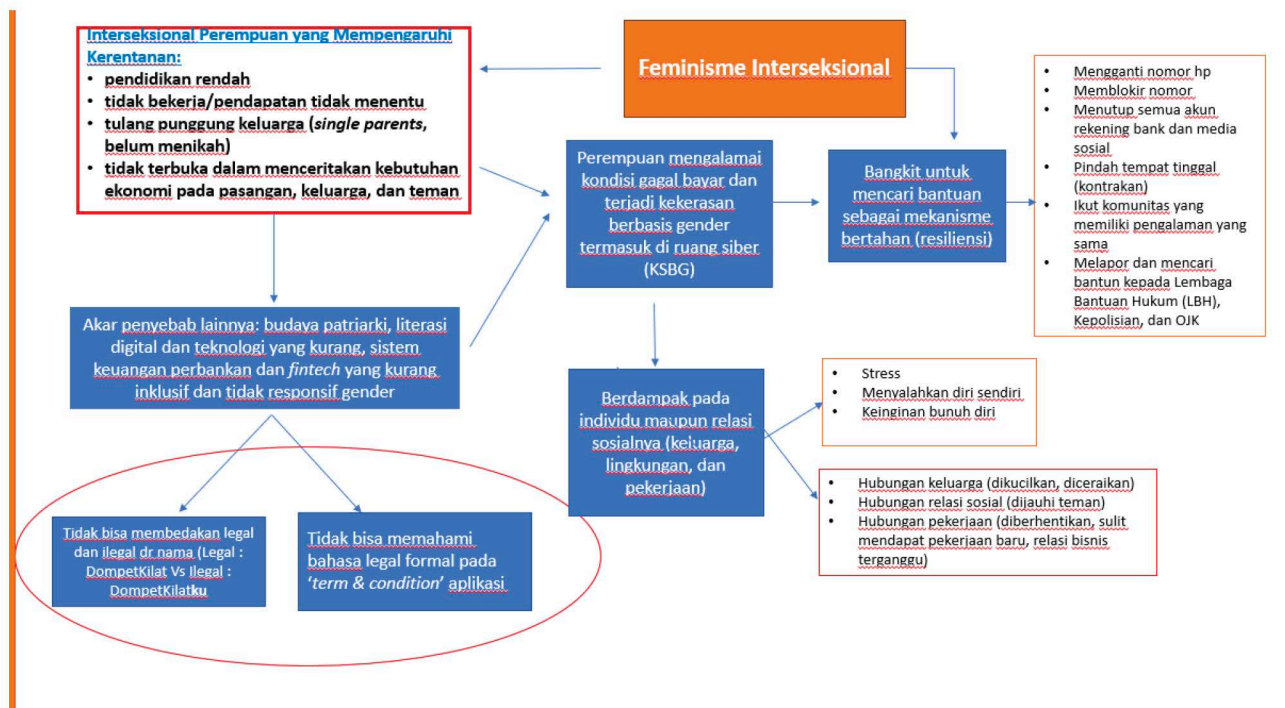 Interseksional Perempuan yang Mempengaruhi
Kerentanan:
• pendidikan rendah
• tidak bekerja/pendapatan tidak menentu
• tulang punggung keluarga (single parents,
belum menikah)
• tidak terbuka dalam menceritakan kebutuhan
ekonomi pada pasangan, keluarga, dan teman
Feminisme Interseksional
Perempuan mengalamai
kondisi gagal bayar dan
terjadi kekerasan
berbasis gender
termasuk di ruang siber
(KSBG)
Bangkit untuk
mencari bantuan
sebagai mekanisme
bertahan (resiliensi)
• Mengganti nomor hp
• Memblokir nomor
• Menutup semua akun
rekening bank dan media
sosial
• Pindah tempat tinggal
(kontrakan)
• Ikut komunitas yang
memiliki pengalaman yang
sama
• Melapor dan mencari
bantun kepada Lembaga
Bantuan Hukum (LBH),
Kepolisian, dan OJK
Akar penyebab lainnya: budaya patriarki, literasi
digital dan teknologi yang kurang, sistem
keuangan perbankan dan fintech yang kurang
inklusif dan tidak responsif gender
Berdampak pada
individu maupun relasi
sosialnya (keluarga,
lingkungan, dan
pekerjaan)
• Stress
• Menyalahkan diri sendiri
• Keinginan bunuh diri
• Hubungan keluarga (dikucilkan, diceraikan)
• Hubungan relasi sosial (dijauhi teman)
• Hubungan pekerjaan (diberhentikan, sulit
mendapat pekerjaan baru, relasi bisnis
terganggu)
Tidak bisa membedakan legal
dan ilegal dr nama (Legal :
DompetKilat Vs Ilegal :
DompetKilatku
Tidak bisa memahami
bahasa legal formal pada
‘term & condition’ aplikasi